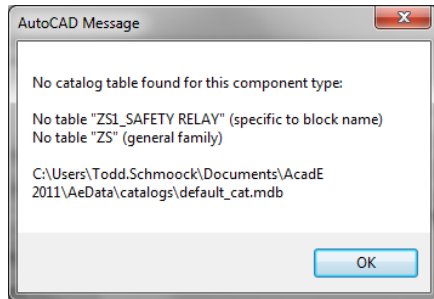 AutoCAD Message
No catalog table found for this component type:
No table "ZS1_SAFETY RELAY" (specific to block name)
No table "ZS" (general family)
C:\Users\Todd.Schmoock\Documents\AcadE
2011\AeData\catalogs\default_cat.mdb
OK